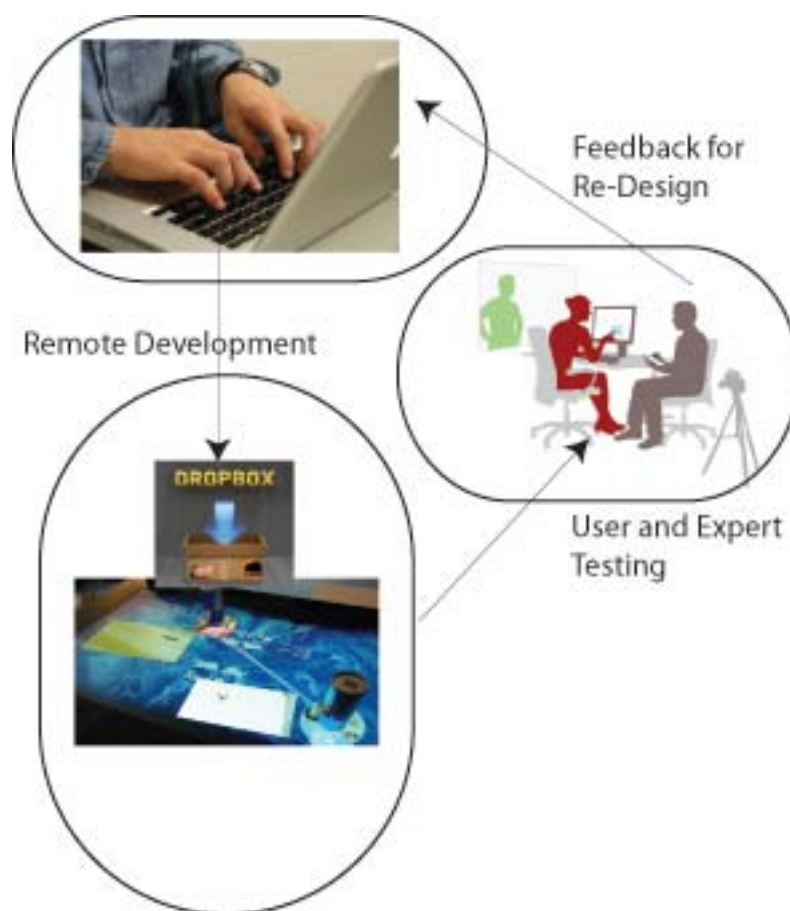 Feedback for
Re-Design
Remote Development
DROPBOX
User and Expert
Testing